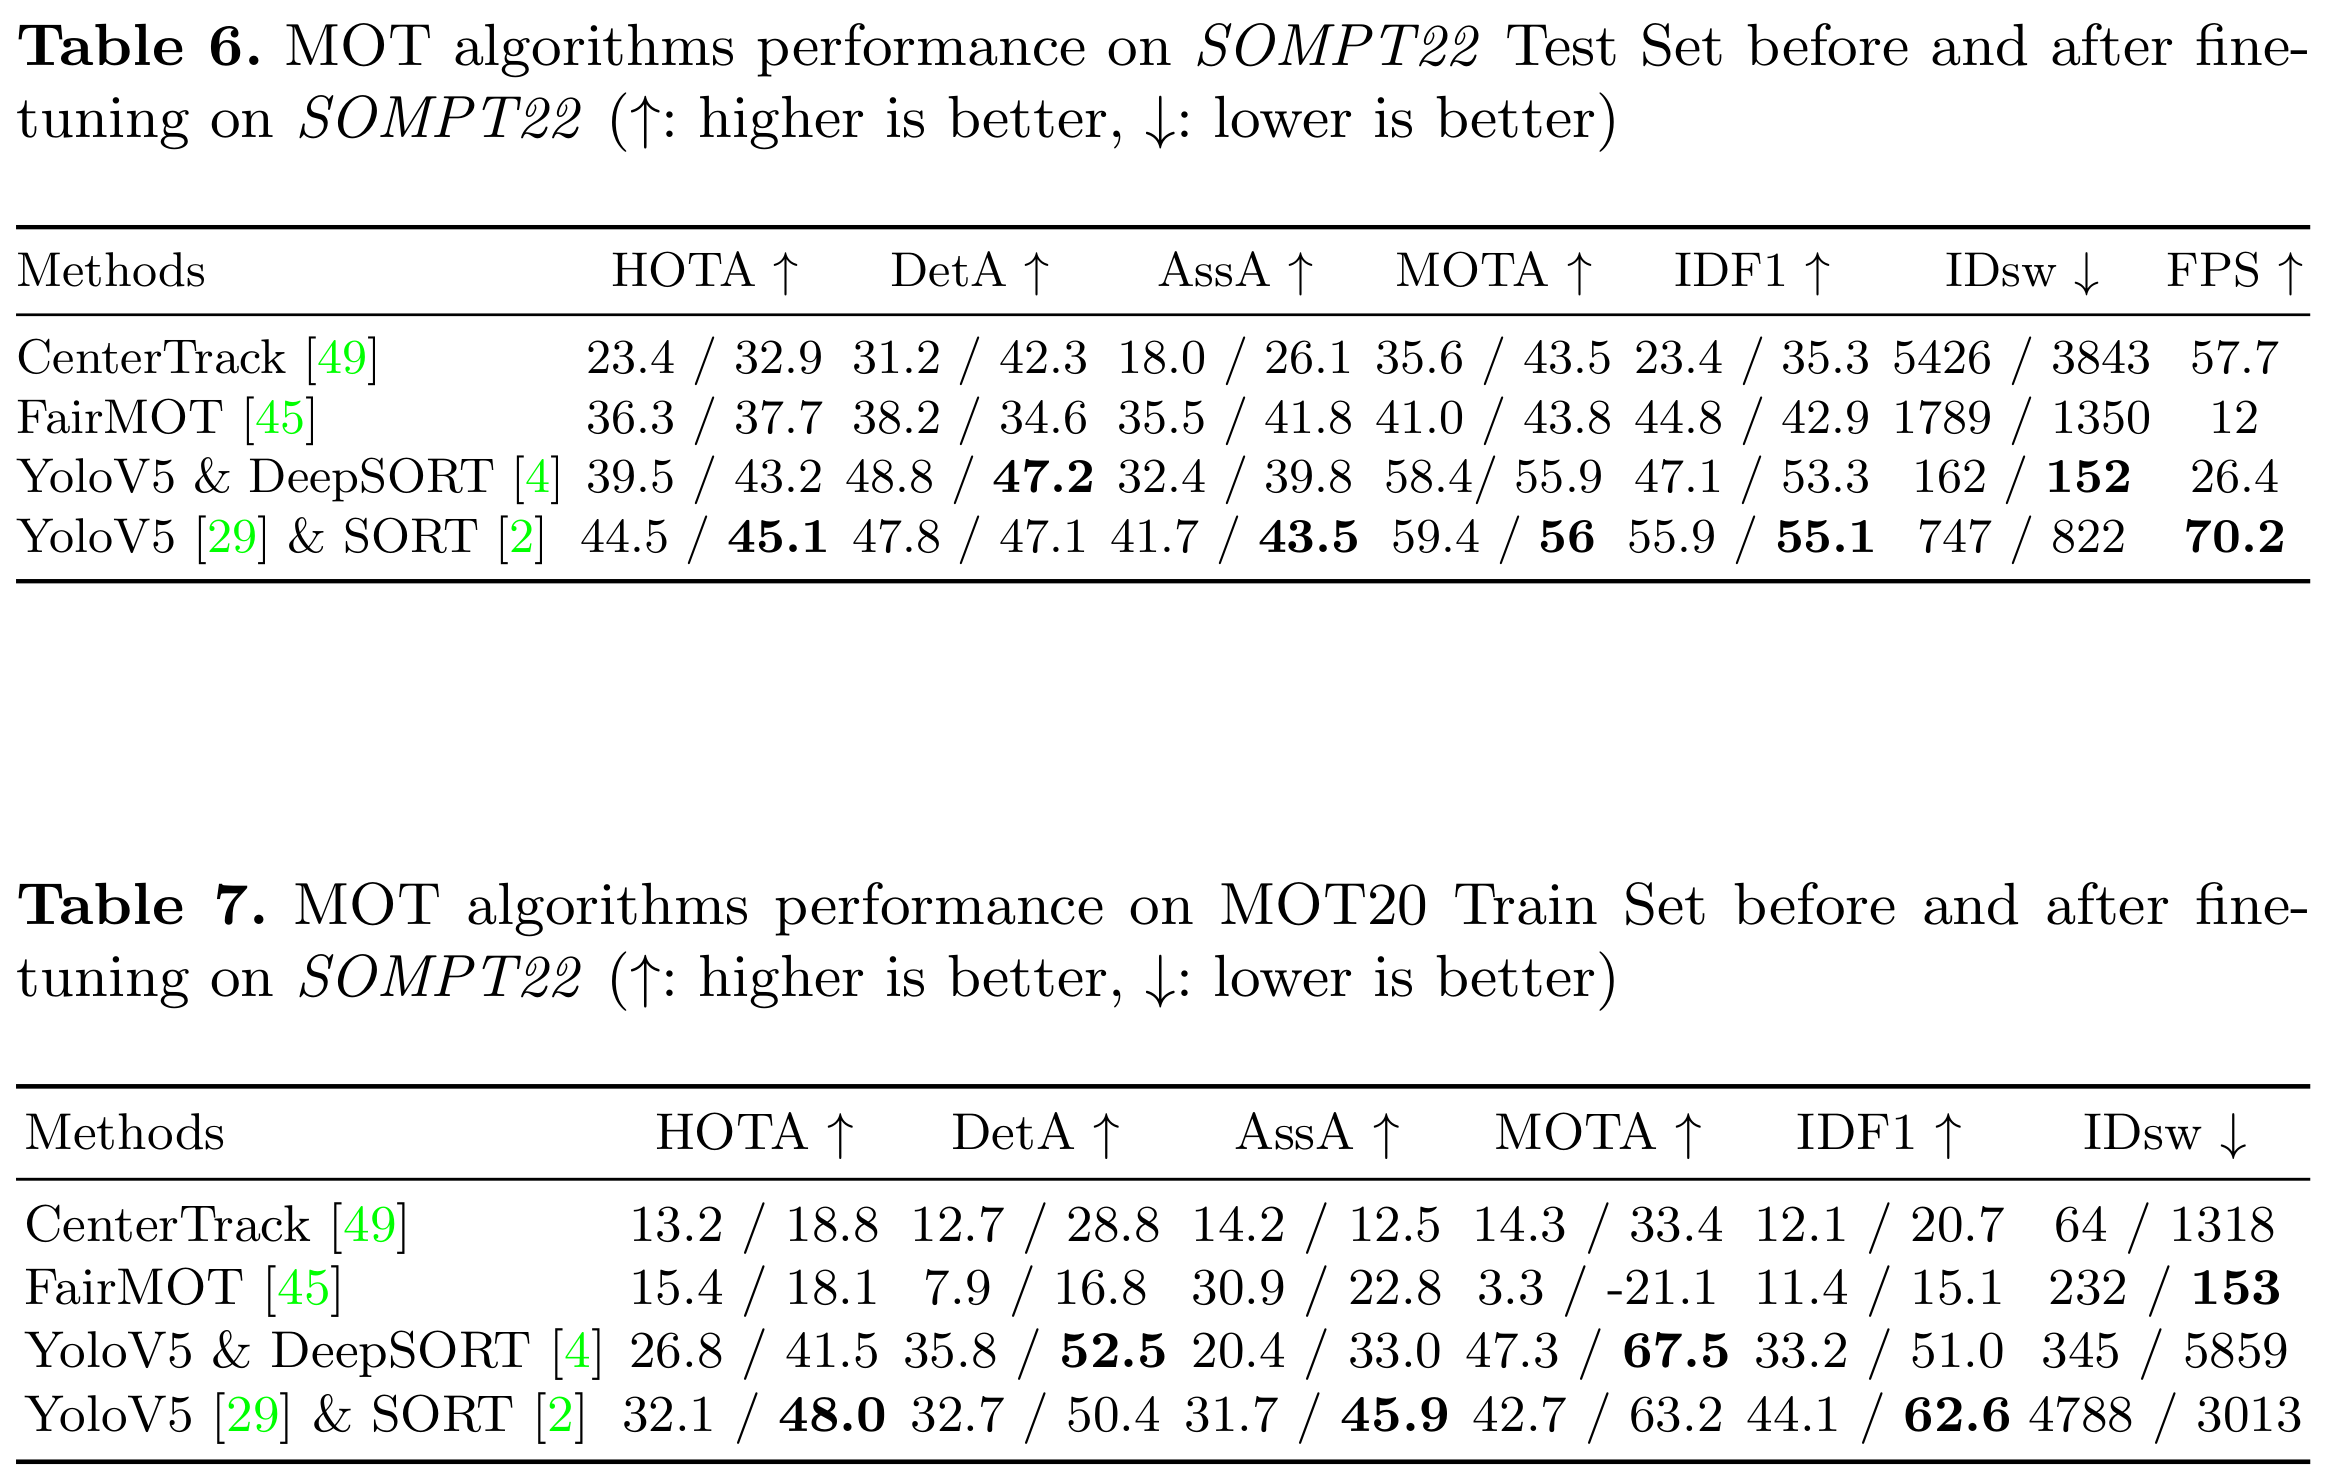 Table 6. MOT algorithms performance on SOMPT22 Test Set before and after fine-
tuning on SOMPT22 (↑: higher is better, ↓: lower is better)
Methods HOTA ↑ DetA ↑ AssA ↑ MOTA ↑ IDF1 ↑ IDsw ↓ FPS ↑
CenterTrack [49] 23.4 / 32.9 31.2 / 42.3 18.0 / 26.1 35.6 / 43.5 23.4 / 35.3 5426 / 3843 57.7
FairMOT [45] 36.3 / 37.7 38.2 / 34.6 35.5 / 41.8 41.0 / 43.8 44.8 / 42.9 1789 / 1350 12
YoloV5 & DeepSORT [4] 39.5 / 43.2 48.8 / 47.2 32.4 / 39.8 58.4/ 55.9 47.1 / 53.3 162 / 152 26.4
YoloV5 [29] & SORT [2] 44.5 / 45.1 47.8 / 47.1 41.7 / 43.5 59.4 / 56 55.9 / 55.1 747 / 822 70.2
Table 7. MOT algorithms performance on MOT20 Train Set before and after fine-
tuning on SOMPT22 (↑: higher is better, ↓: lower is better)
Methods HOTA ↑ DetA ↑ AssA ↑ MOTA ↑ IDF1 ↑ IDsw ↓
CenterTrack [49] 13.2 / 18.8 12.7 / 28.8 14.2 / 12.5 14.3 / 33.4 12.1 / 20.7 64 / 1318
FairMOT [45] 15.4 / 18.1 7.9 / 16.8 30.9 / 22.8 3.3 / -21.1 11.4 / 15.1 232 / 153
YoloV5 & DeepSORT [4] 26.8 / 41.5 35.8 / 52.5 20.4 / 33.0 47.3 / 67.5 33.2 / 51.0 345 / 5859
YoloV5 [29] & SORT [2] 32.1 / 48.0 32.7 / 50.4 31.7 / 45.9 42.7 / 63.2 44.1 / 62.6 4788 / 3013